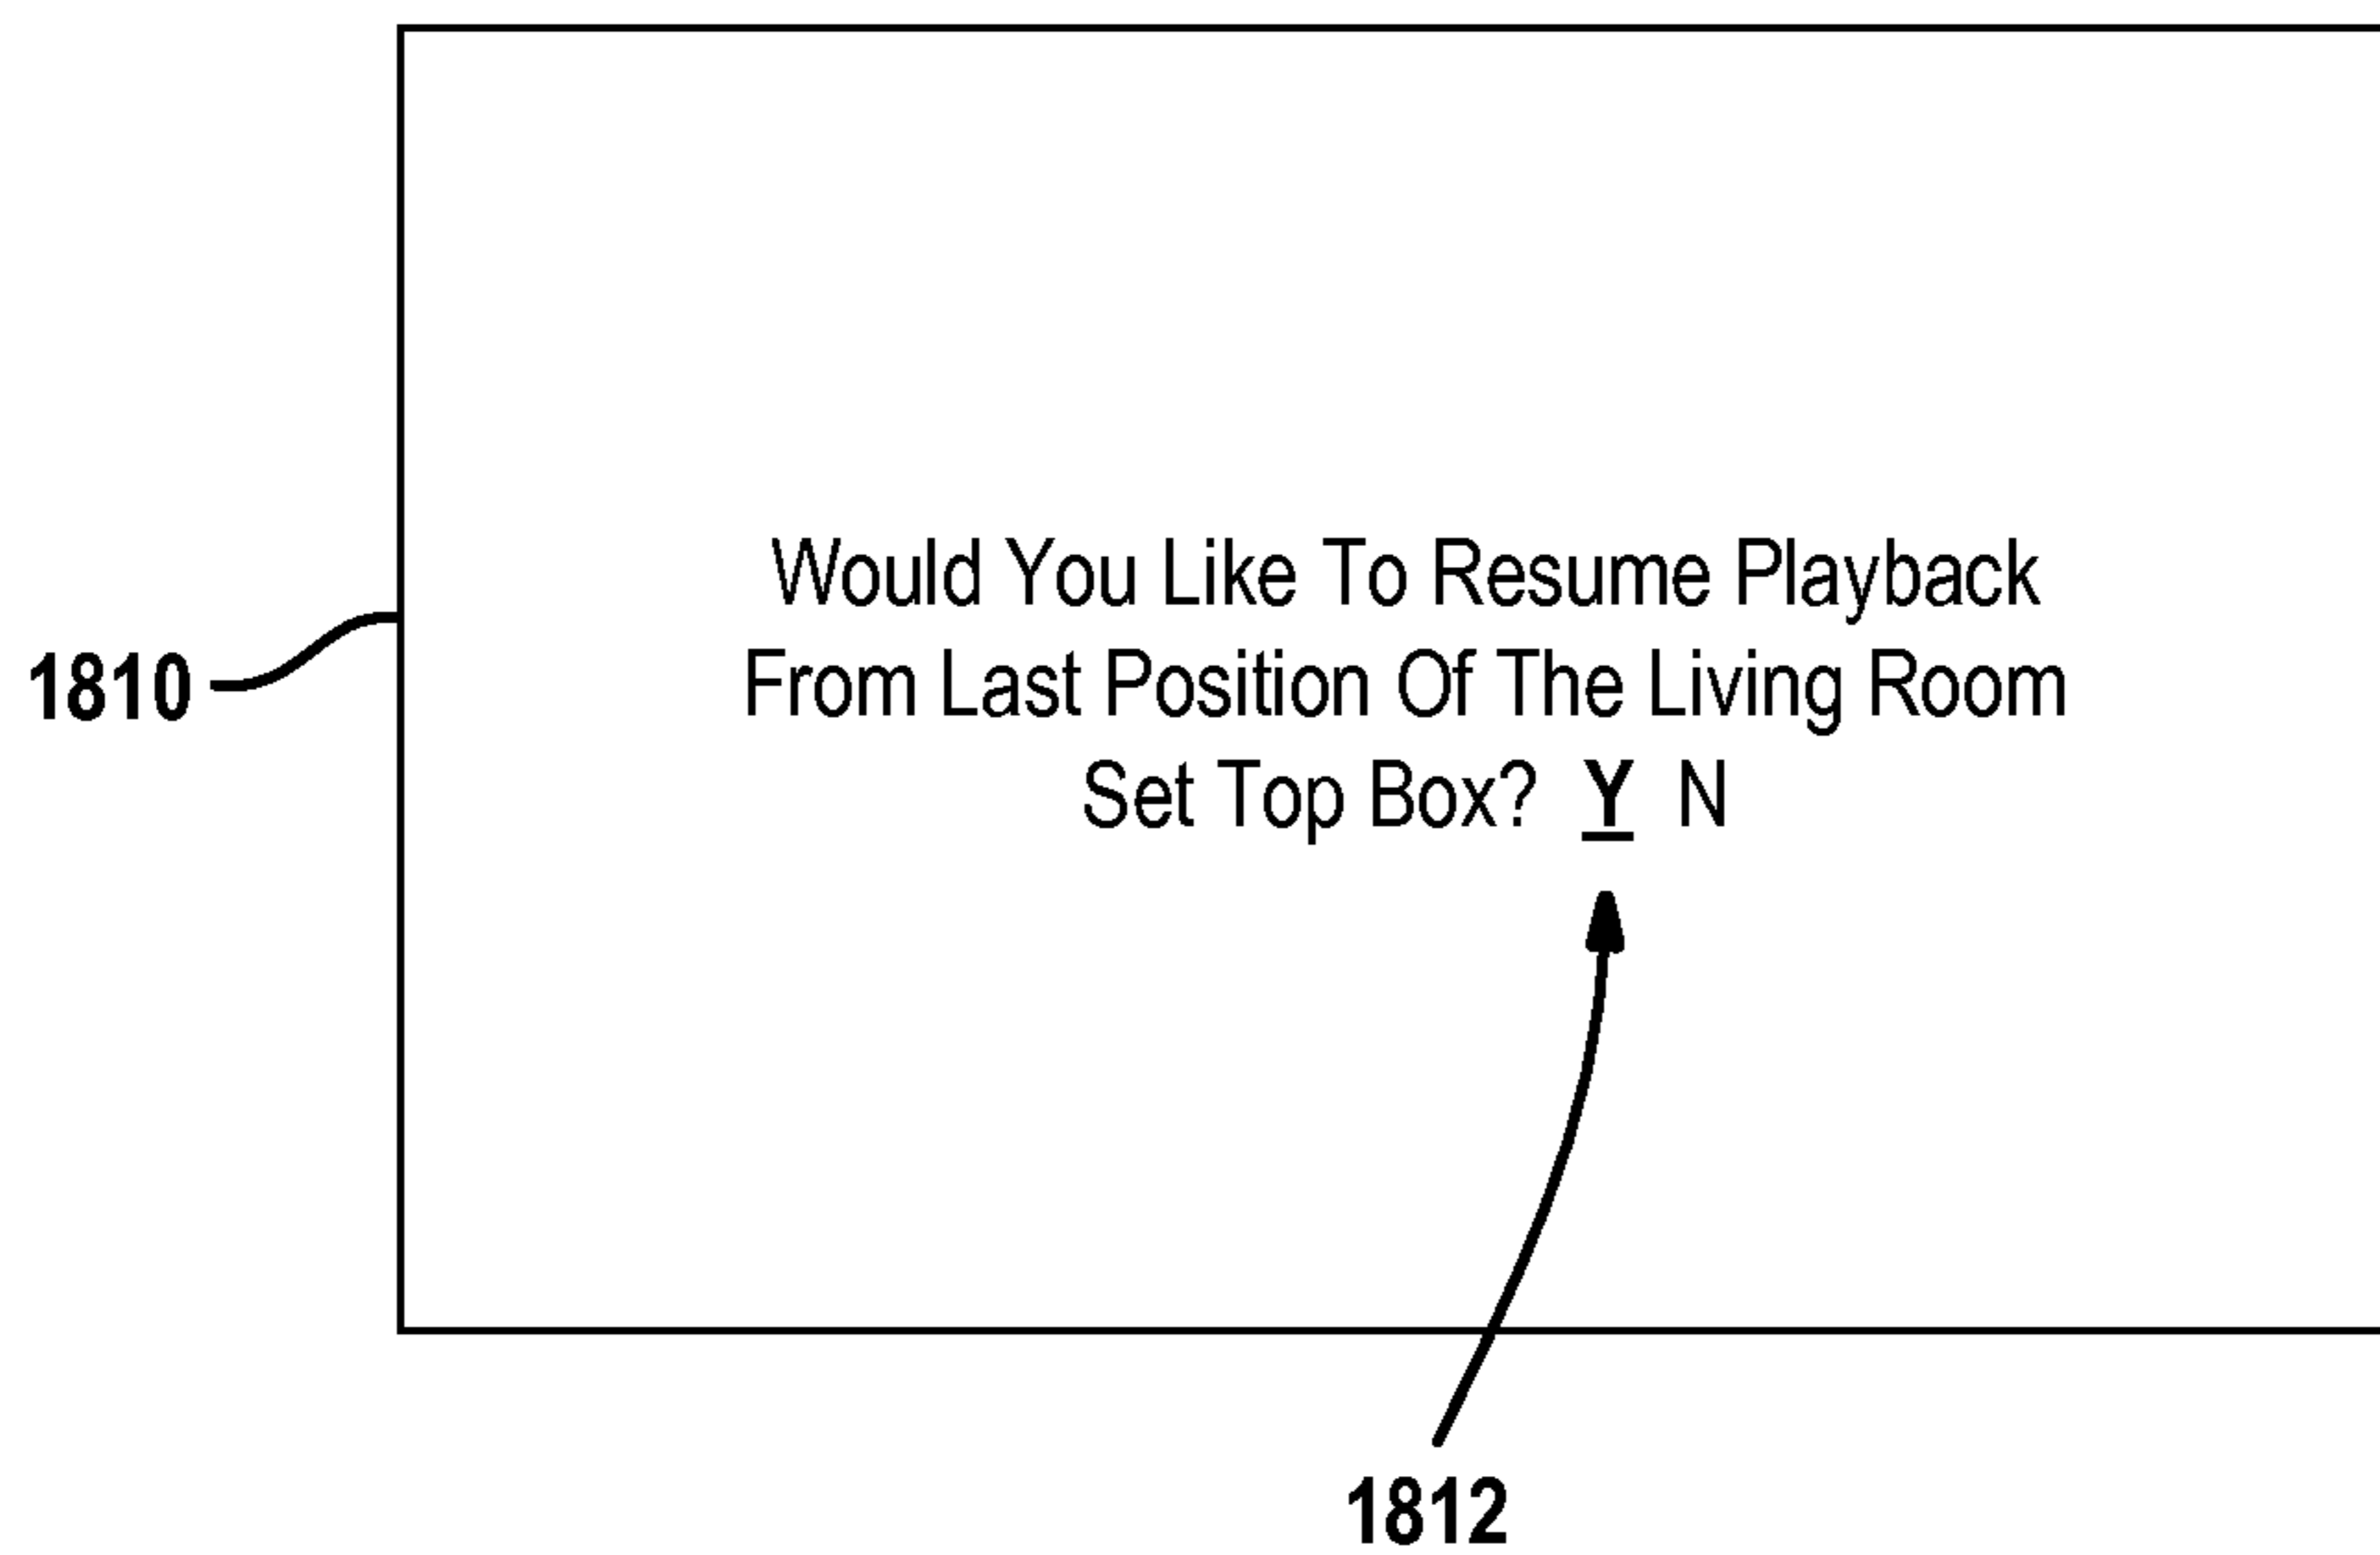 Would You Like To Resume Playback
1810
From Last Position Of The Living Room
Set Top Box? Y N
1812